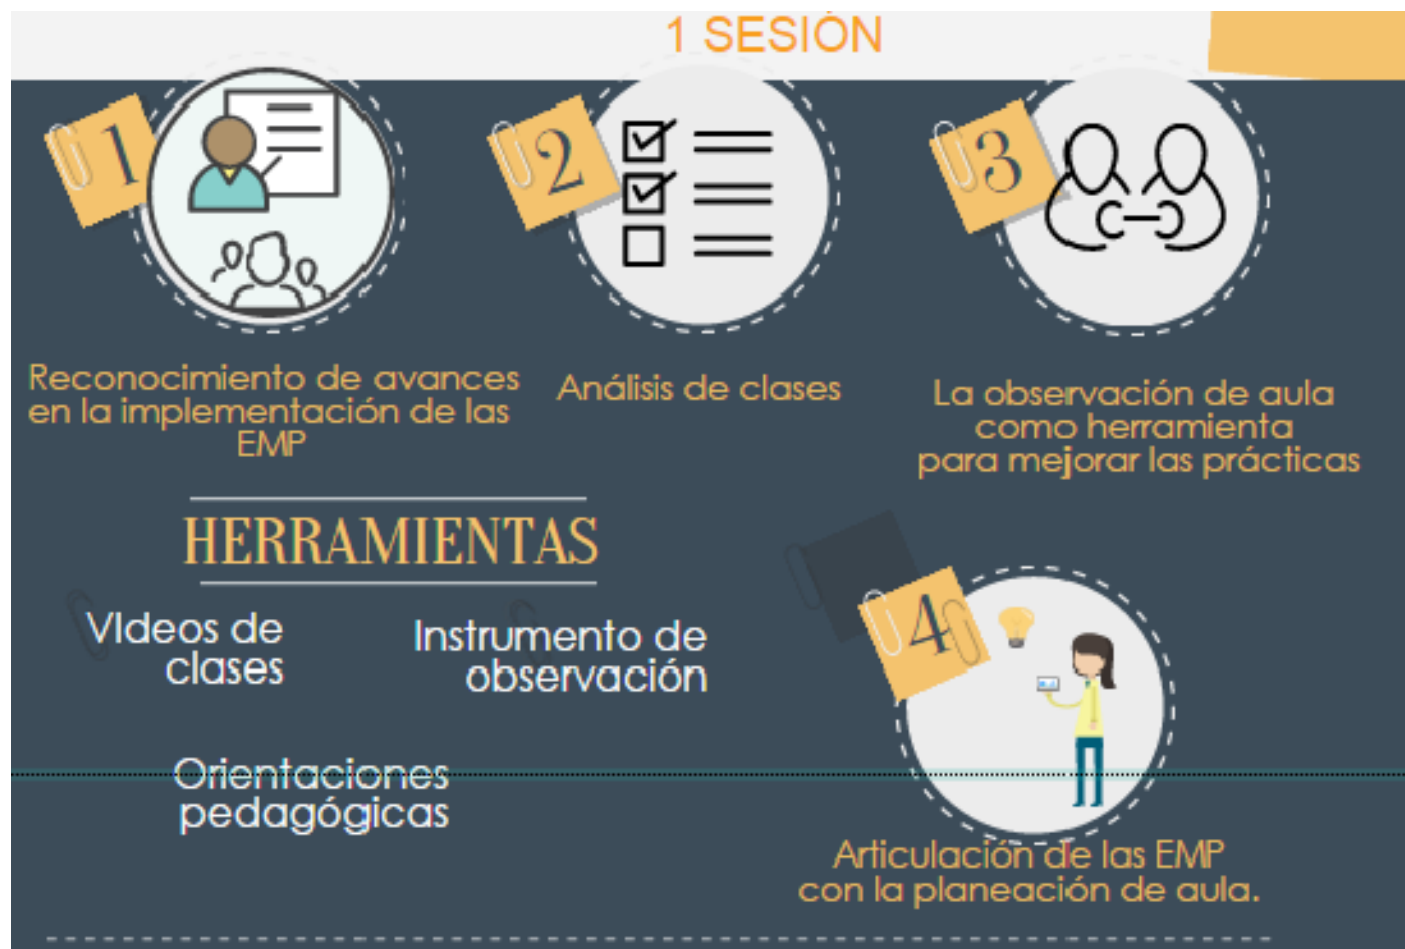 1 SESIÓN
1
2
3
Reconocimiento de avances
en la implementación de las
EMP
Análisis de clases
La observación de aula
como herramienta
para mejorar las prácticas
HERRAMIENTAS
VIdeos de
clases
Instrumento de
observación
Orientaciones
pedagógicas
4
Articulación de las EMP
con la planeación de aula.